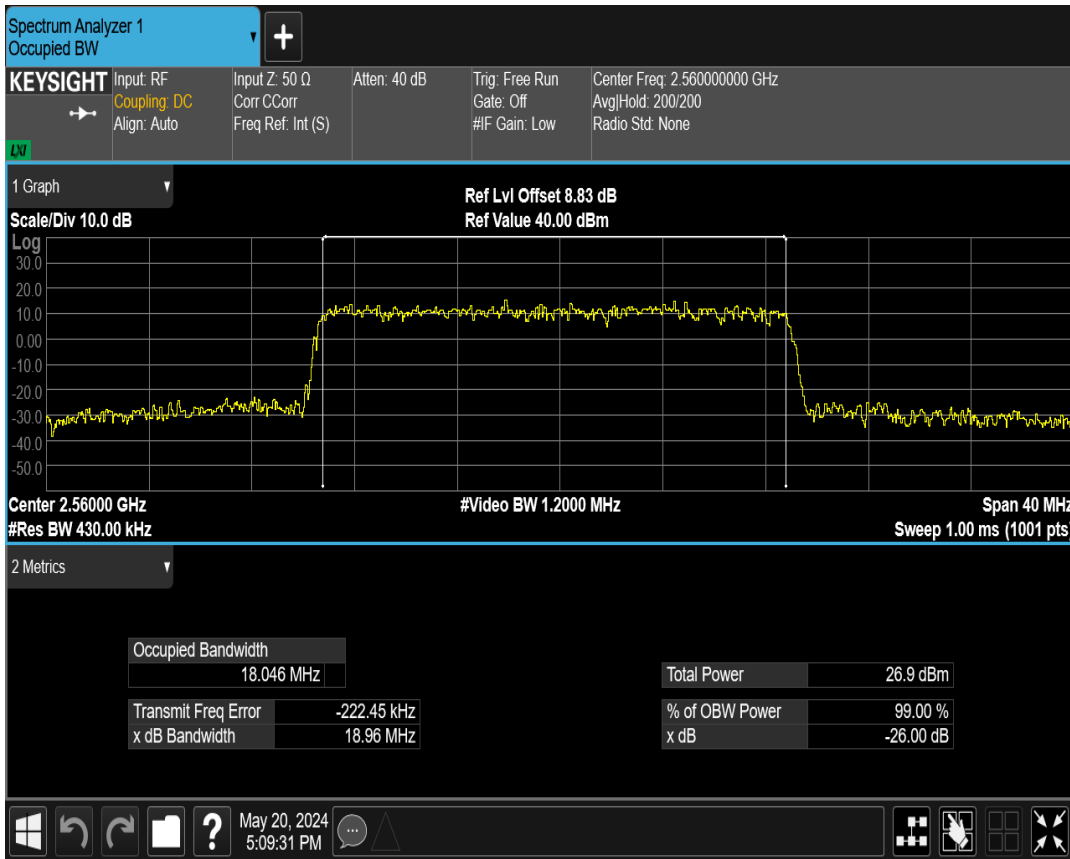 Spectrum Analyzer 1
Occupied BW
KEYSIGHT
LXI
Input: RF
Coupling: DC
Align: Auto
Input Z: 50 Ω
Corr CCorr
Freq Ref: Int (S)
Atten: 40 dB
Trig: Free Run
Gate: Off
#IF Gain: Low
Center Freq: 2.560000000 GHz
Avg|Hold: 200/200
Radio Std: None
1 Graph
Scale/Div 10.0 dB
Ref Lvl Offset 8.83 dB
Ref Value 40.00 dBm
Log
30.0
20.0
10.0
0.00
-10.0
-20.0
-30.0
-40.0
-50.0
Center 2.56000 GHz
#Video BW 1.2000 MHz
Span 40 MHz
#Res BW 430.00 kHz
Sweep 1.00 ms (1001 pts)
2 Metrics
Occupied Bandwidth
18.046 MHz
Transmit Freq Error -222.45 kHz
x dB Bandwidth 18.96 MHz
Total Power 26.9 dBm
% of OBW Power 99.00 %
x dB -26.00 dB
May 20, 2024
5:09:31 PM